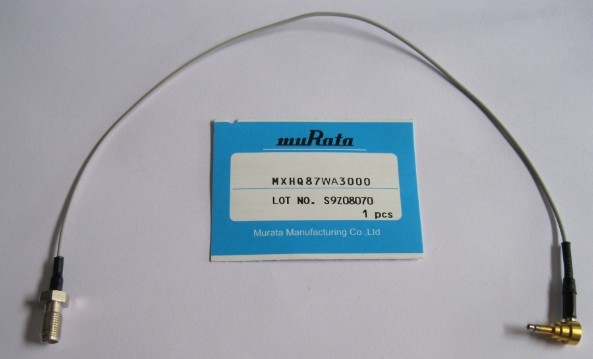 muRata
MXHQ87WA3000
LOT NO. S9Z08070
1 pcs
Murata Manufacturing Co.,Ltd